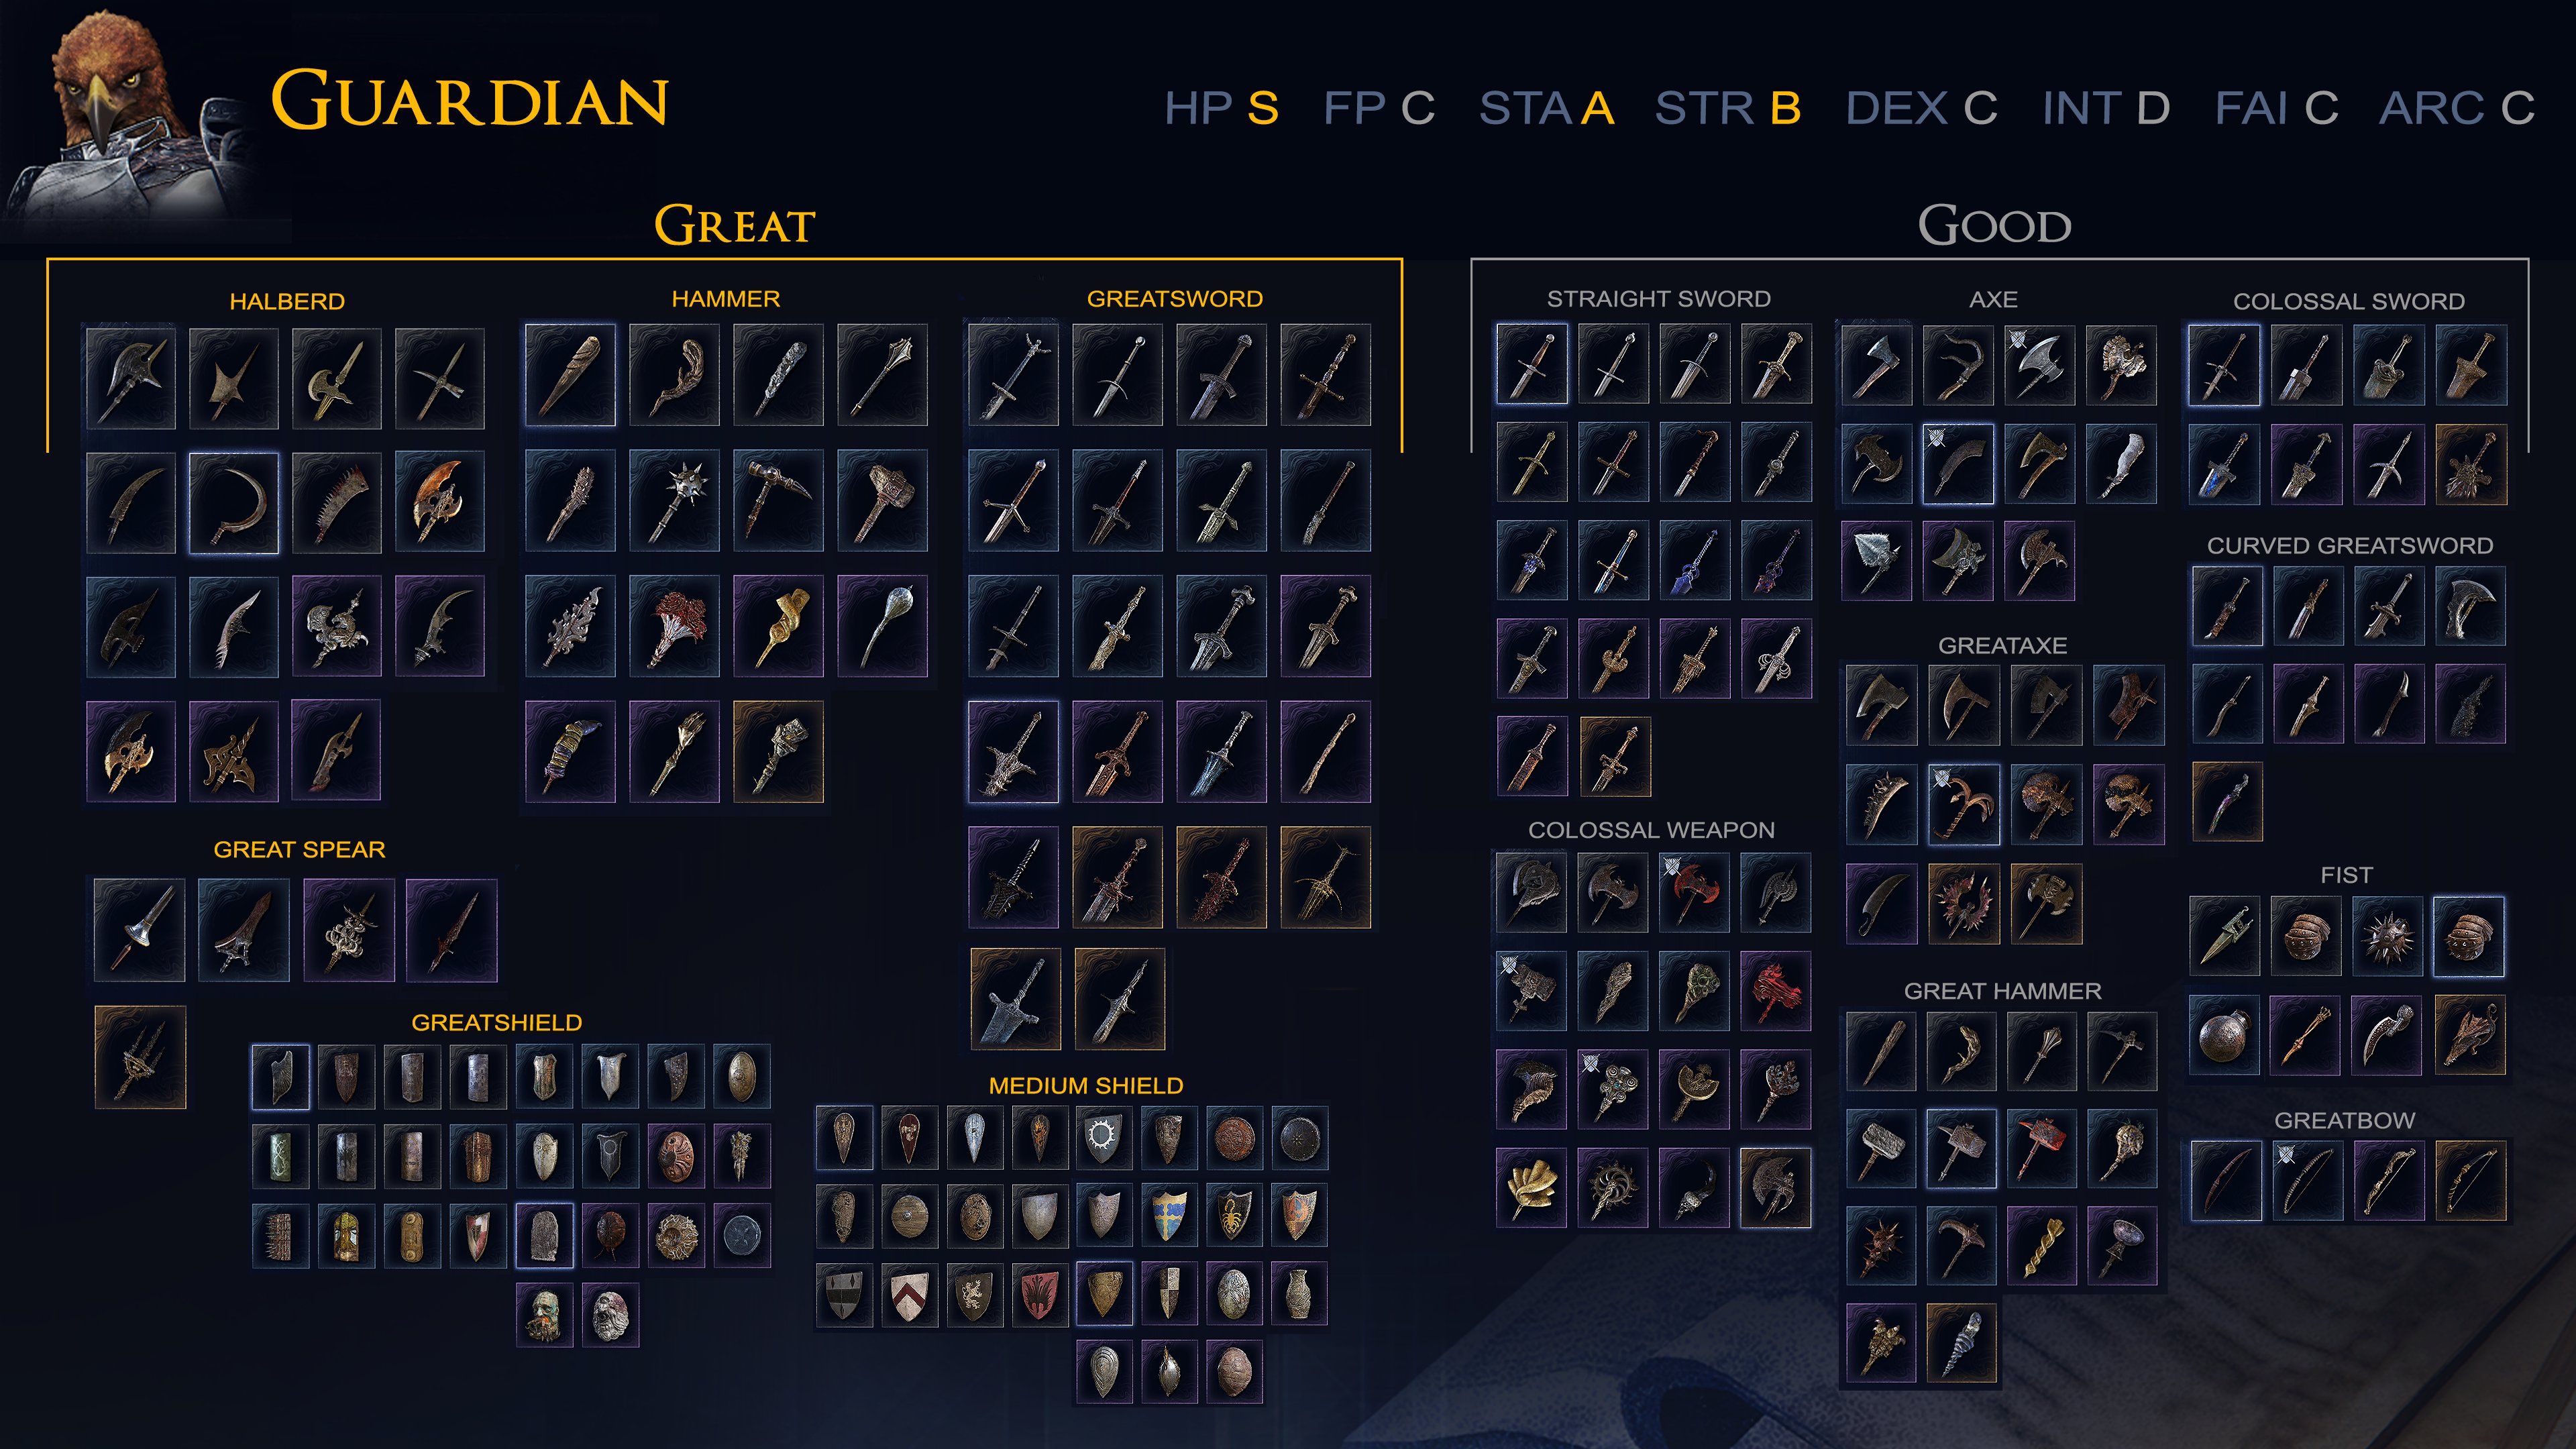 GUARDIAN
HP S FP C STA A STR B DEX C INT D FAI C ARC C
GREAT
HALBERD
HAMMER
GREATSWORD
GREAT SPEAR
GREATSHIELD
MEDIUM SHIELD
GOOD
STRAIGHT SWORD
AXE
COLOSSAL SWORD
CURVED GREATSWORD
GREATAXE
COLOSSAL WEAPON
FIST
GREAT HAMMER
GREATBOW